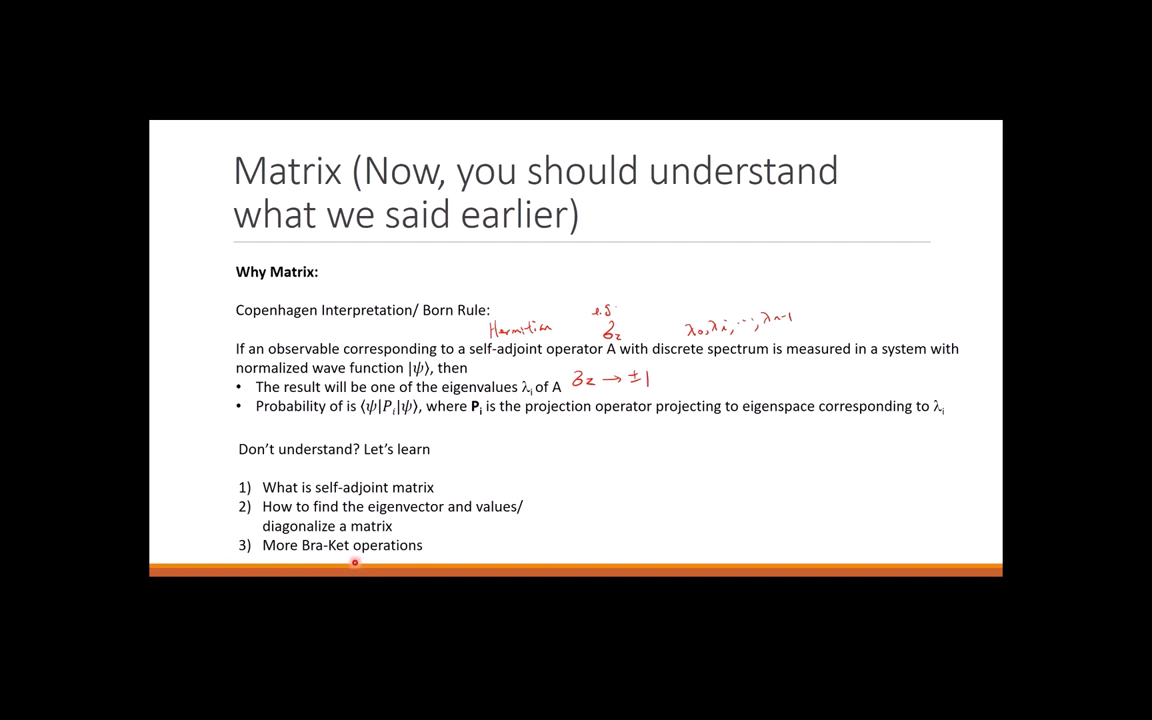 Matrix (Now, you should understand
what we said earlier)
Why Matrix:
Copenhagen Interpretation/ Born Rule:
e.g.
Hermitian σz λ0, λi, ..., λn-1
If an observable corresponding to a self-adjoint operator A with discrete spectrum is measured in a system with
normalized wave function |ψ⟩, then
• The result will be one of the eigenvalues λi of A σz → ±1
• Probability of is ⟨ψ|Pi|ψ⟩, where Pi is the projection operator projecting to eigenspace corresponding to λi
Don't understand? Let's learn
1) What is self-adjoint matrix
2) How to find the eigenvector and values/
diagonalize a matrix
3) More Bra-Ket operations